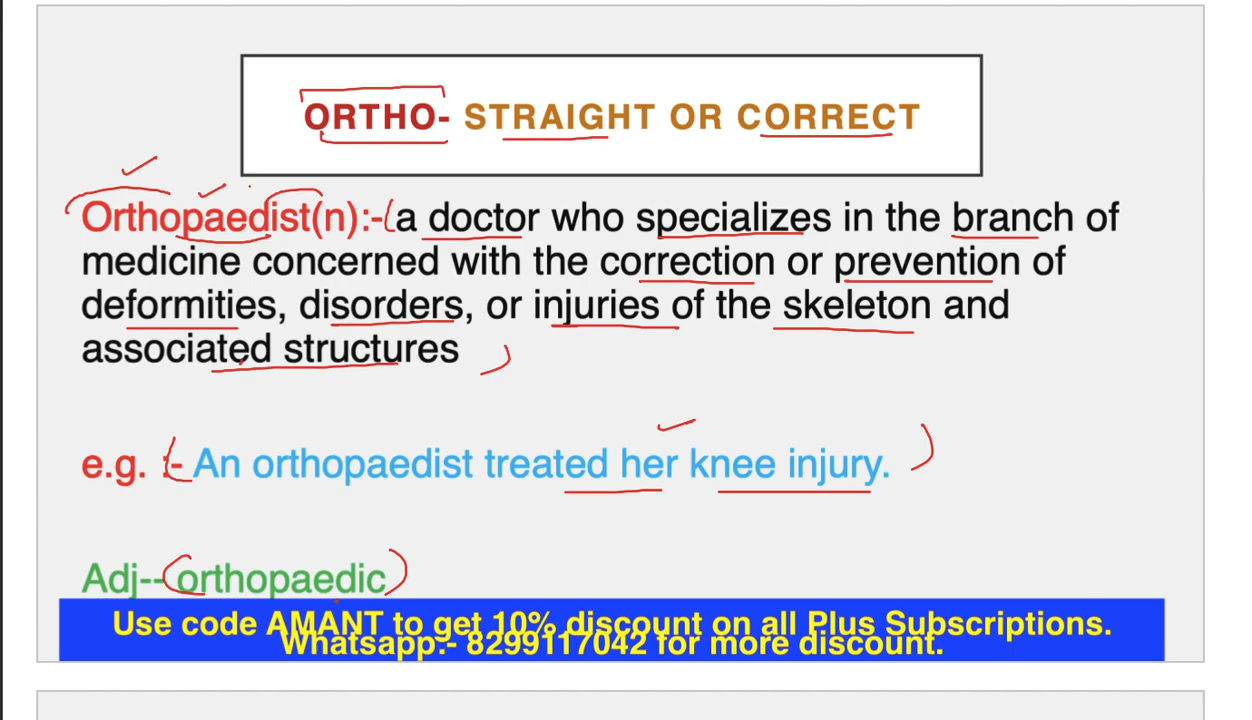 ORTHO- STRAIGHT OR CORRECT
Orthopaedist(n):-(a doctor who specializes in the branch of
medicine concerned with the correction or prevention of
deformities, disorders, or injuries of the skeleton and
associated structures )
e.g. :- An orthopaedist treated her knee injury.
Adj--(orthopaedic)
Use code AMANT to get 10% discount on all Plus Subscriptions.
Whatsapp:- 8299117042 for more discount.